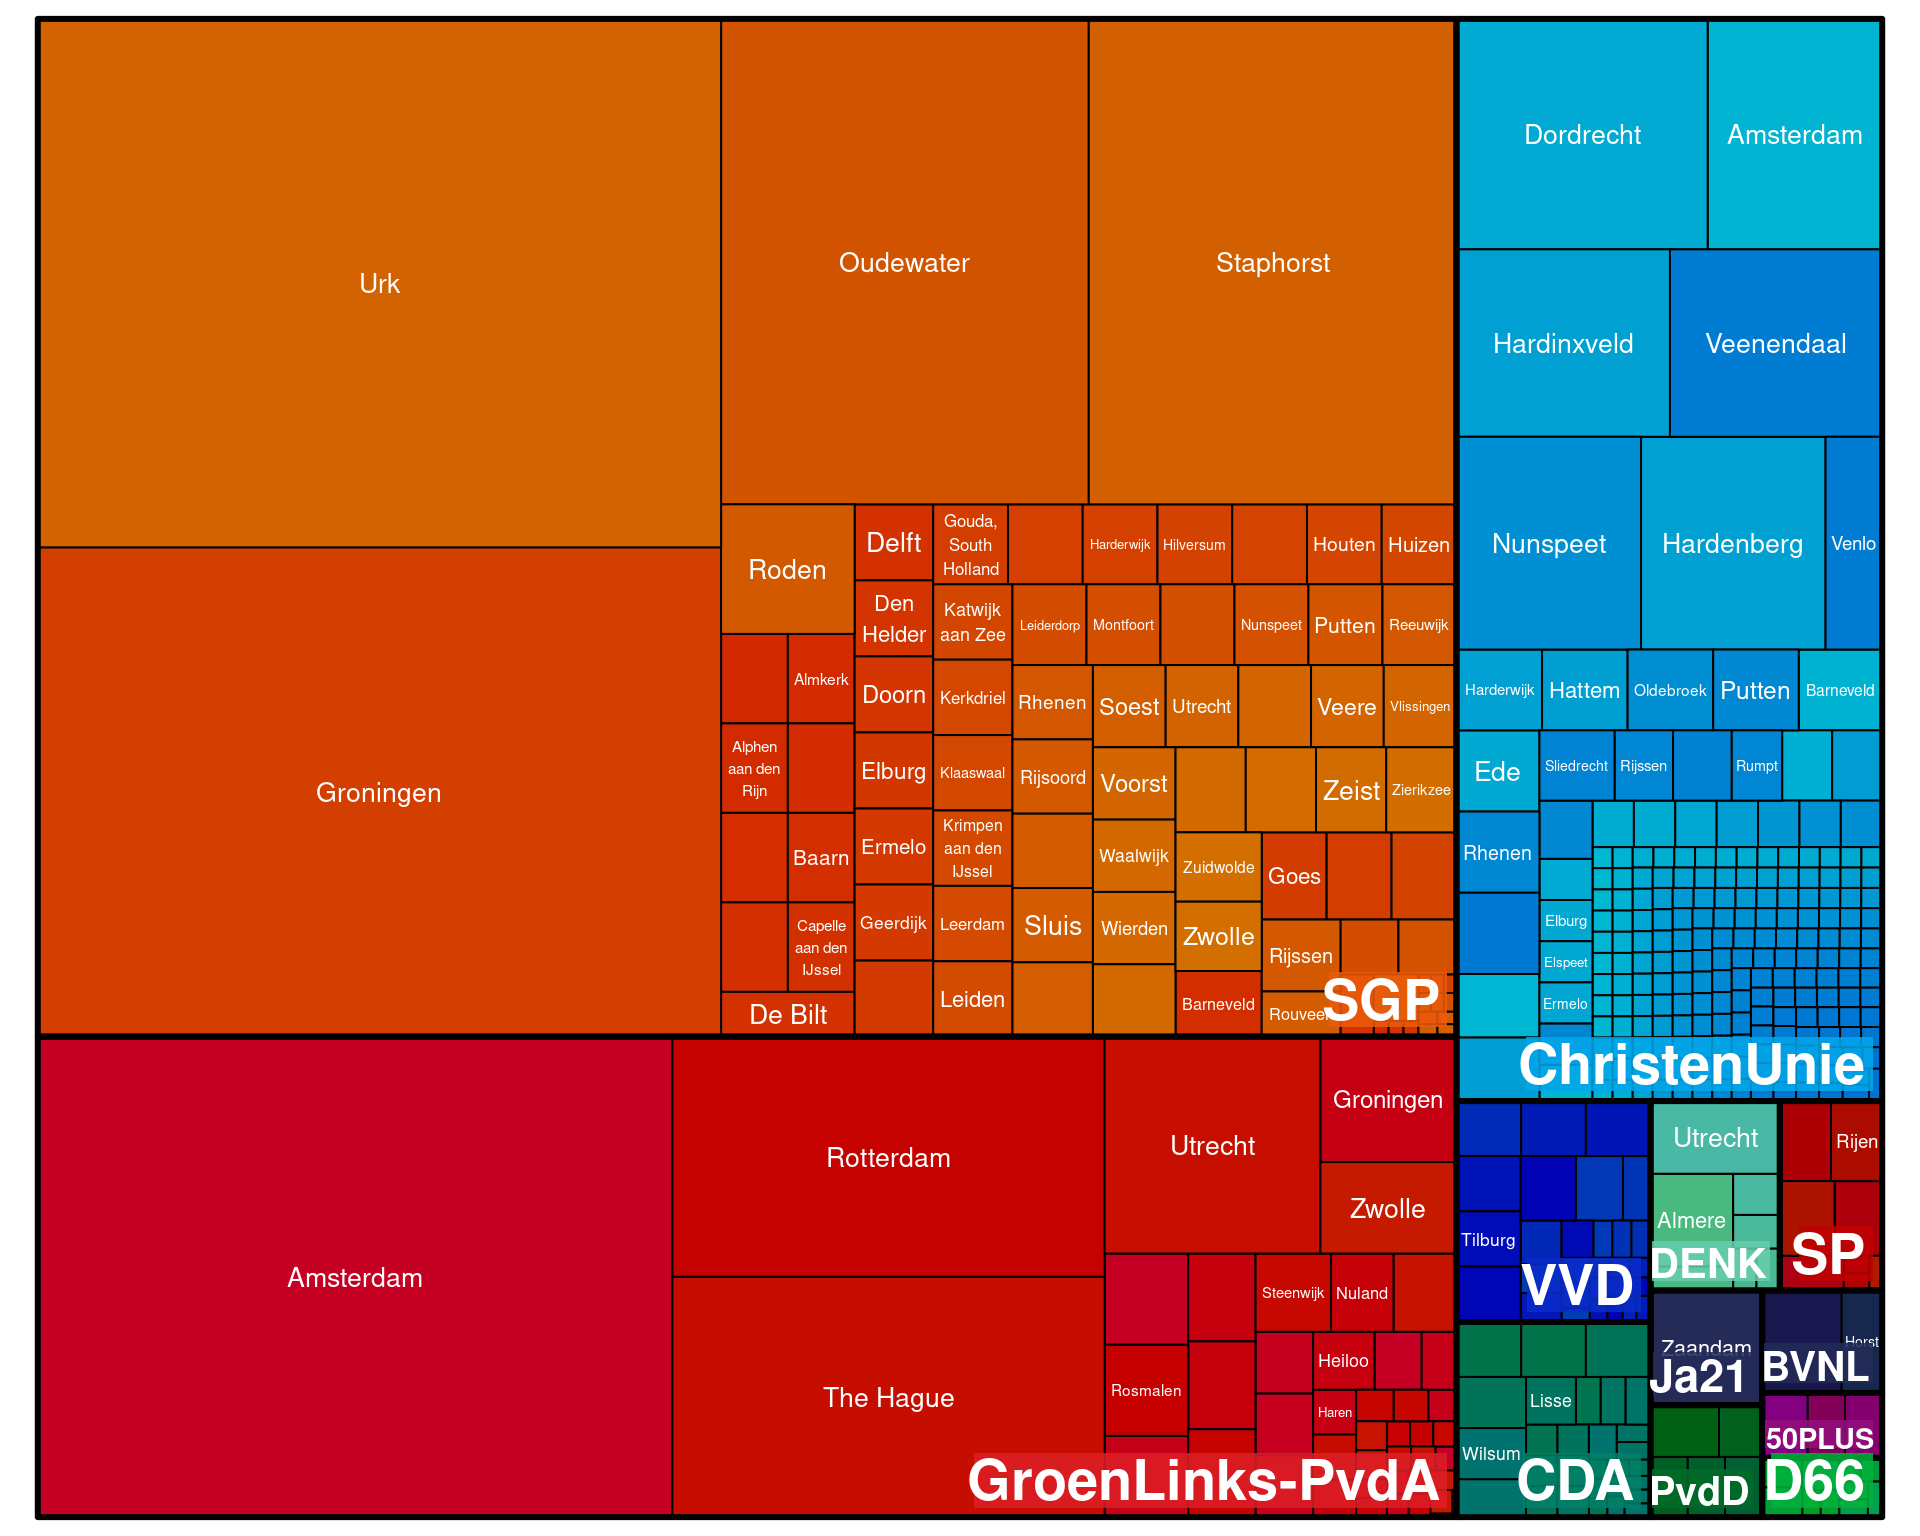 Urk
Oudewater
Staphorst
Groningen
Roden
Delft
Gouda,
South
Holland
Harderwijk
Hilversum
Houten
Huizen
Den
Helder
Katwijk
aan Zee
Leiderdorp
Montfoort
Nunspeet
Putten
Reeuwijk
Almkerk
Doorn
Kerkdriel
Rhenen
Soest
Utrecht
Veere
Vlissingen
Alphen
aan den
Rijn
Elburg
Klaaswaal
Rijsoord
Voorst
Zeist
Zierikzee
Baarn
Ermelo
Krimpen
aan den
IJssel
Waalwijk
Zuidwolde
Goes
Capelle
aan den
IJssel
Geerdijk
Leerdam
Sluis
Wierden
Zwolle
Rijssen
De Bilt
Leiden
Barneveld
SGP
Dordrecht
Amsterdam
Hardinxveld
Veenendaal
Nunspeet
Hardenberg
Venlo
Harderwijk
Hattem
Oldebroek
Putten
Barneveld
Ede
Sliedrecht
Rijssen
Rumpt
Rhenen
Elburg
Elspeet
Ermelo
ChristenUnie
Amsterdam
Rotterdam
The Hague
Utrecht
Groningen
Zwolle
Steenwijk
Nuland
Rosmalen
Heiloo
Haren
GroenLinks-PvdA
Tilburg
VVD
Utrecht
Almere
DENK
Rijen
SP
Lisse
Wilsum
CDA
Zaandam
Ja21
Horst
BVNL
PvdD
50PLUS
D66